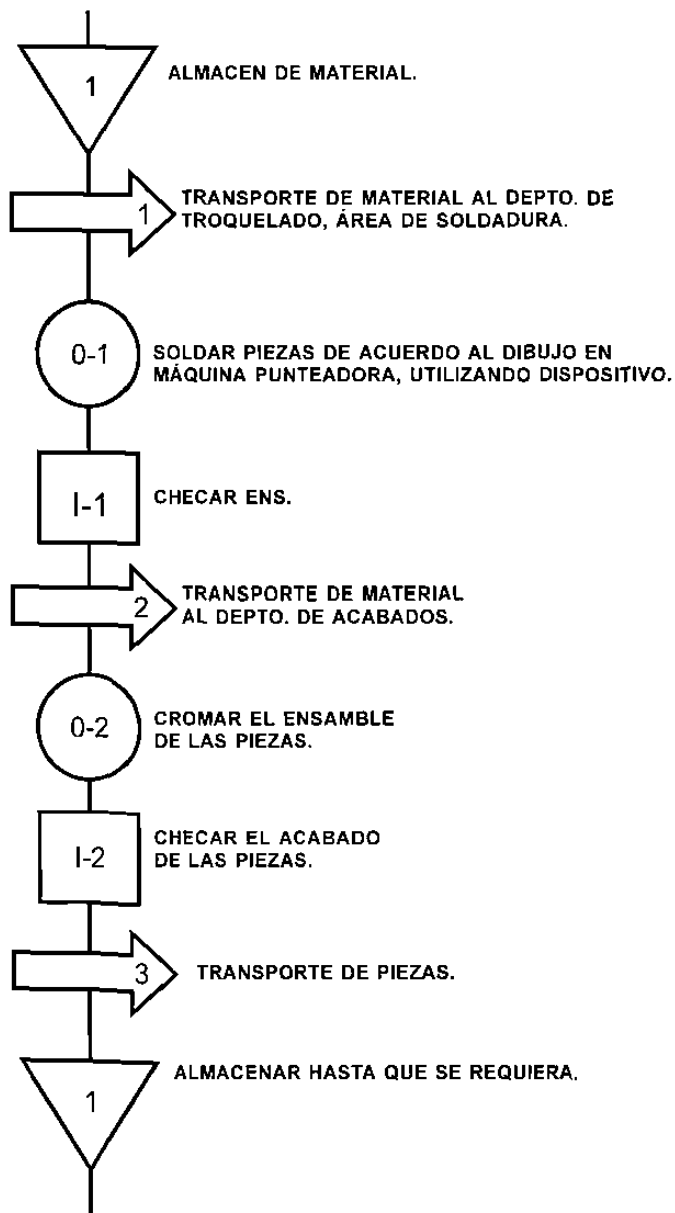 1
ALMACEN DE MATERIAL.
1
TRANSPORTE DE MATERIAL AL DEPTO. DE
TROQUELADO, ÁREA DE SOLDADURA.
0-1
SOLDAR PIEZAS DE ACUERDO AL DIBUJO EN
MÁQUINA PUNTEADORA, UTILIZANDO DISPOSITIVO.
I-1
CHECAR ENS.
2
TRANSPORTE DE MATERIAL
AL DEPTO. DE ACABADOS.
0-2
CROMAR EL ENSAMBLE
DE LAS PIEZAS.
I-2
CHECAR EL ACABADO
DE LAS PIEZAS.
3
TRANSPORTE DE PIEZAS.
1
ALMACENAR HASTA QUE SE REQUIERA.